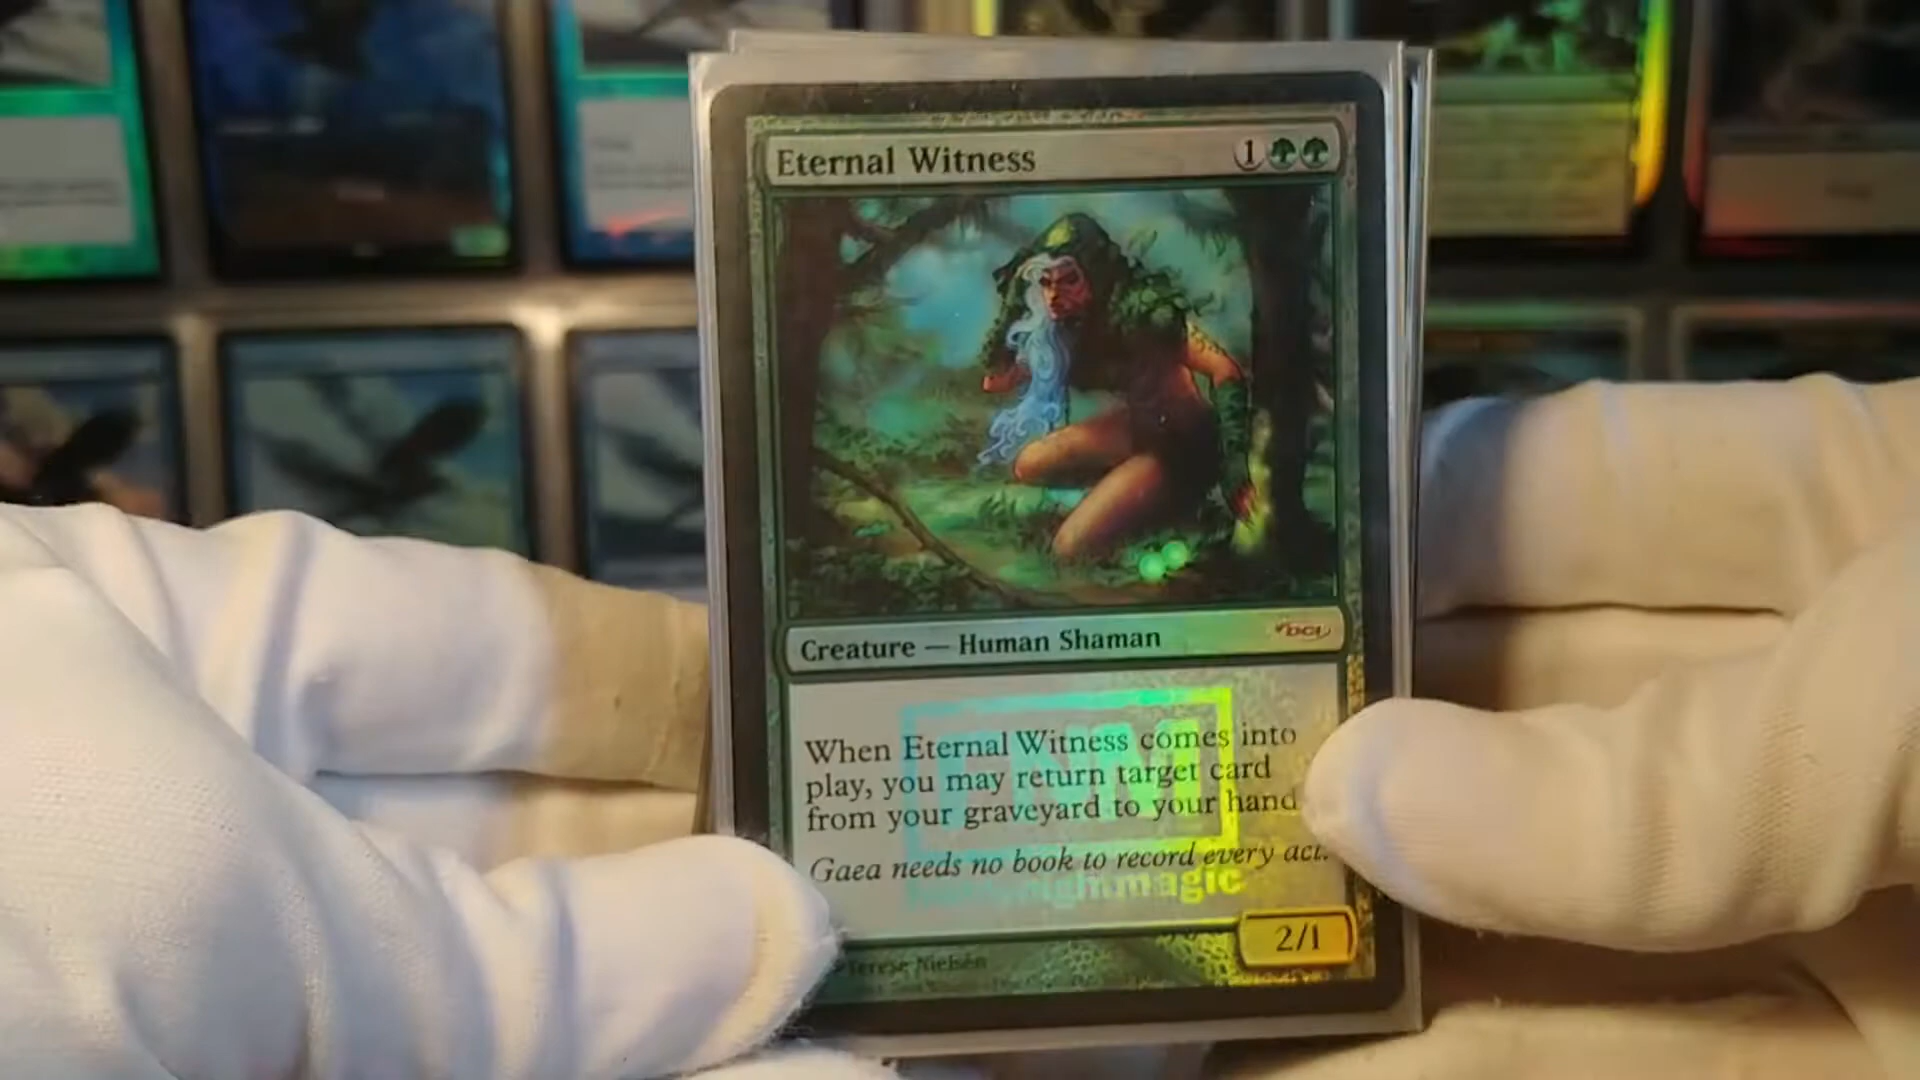 Eternal Witness 1
Creature — Human Shaman DCI
When Eternal Witness comes into
play, you may return target card
from your graveyard to your hand
Gaea needs no book to record every act.
magic
2/1
Terese Nielsen